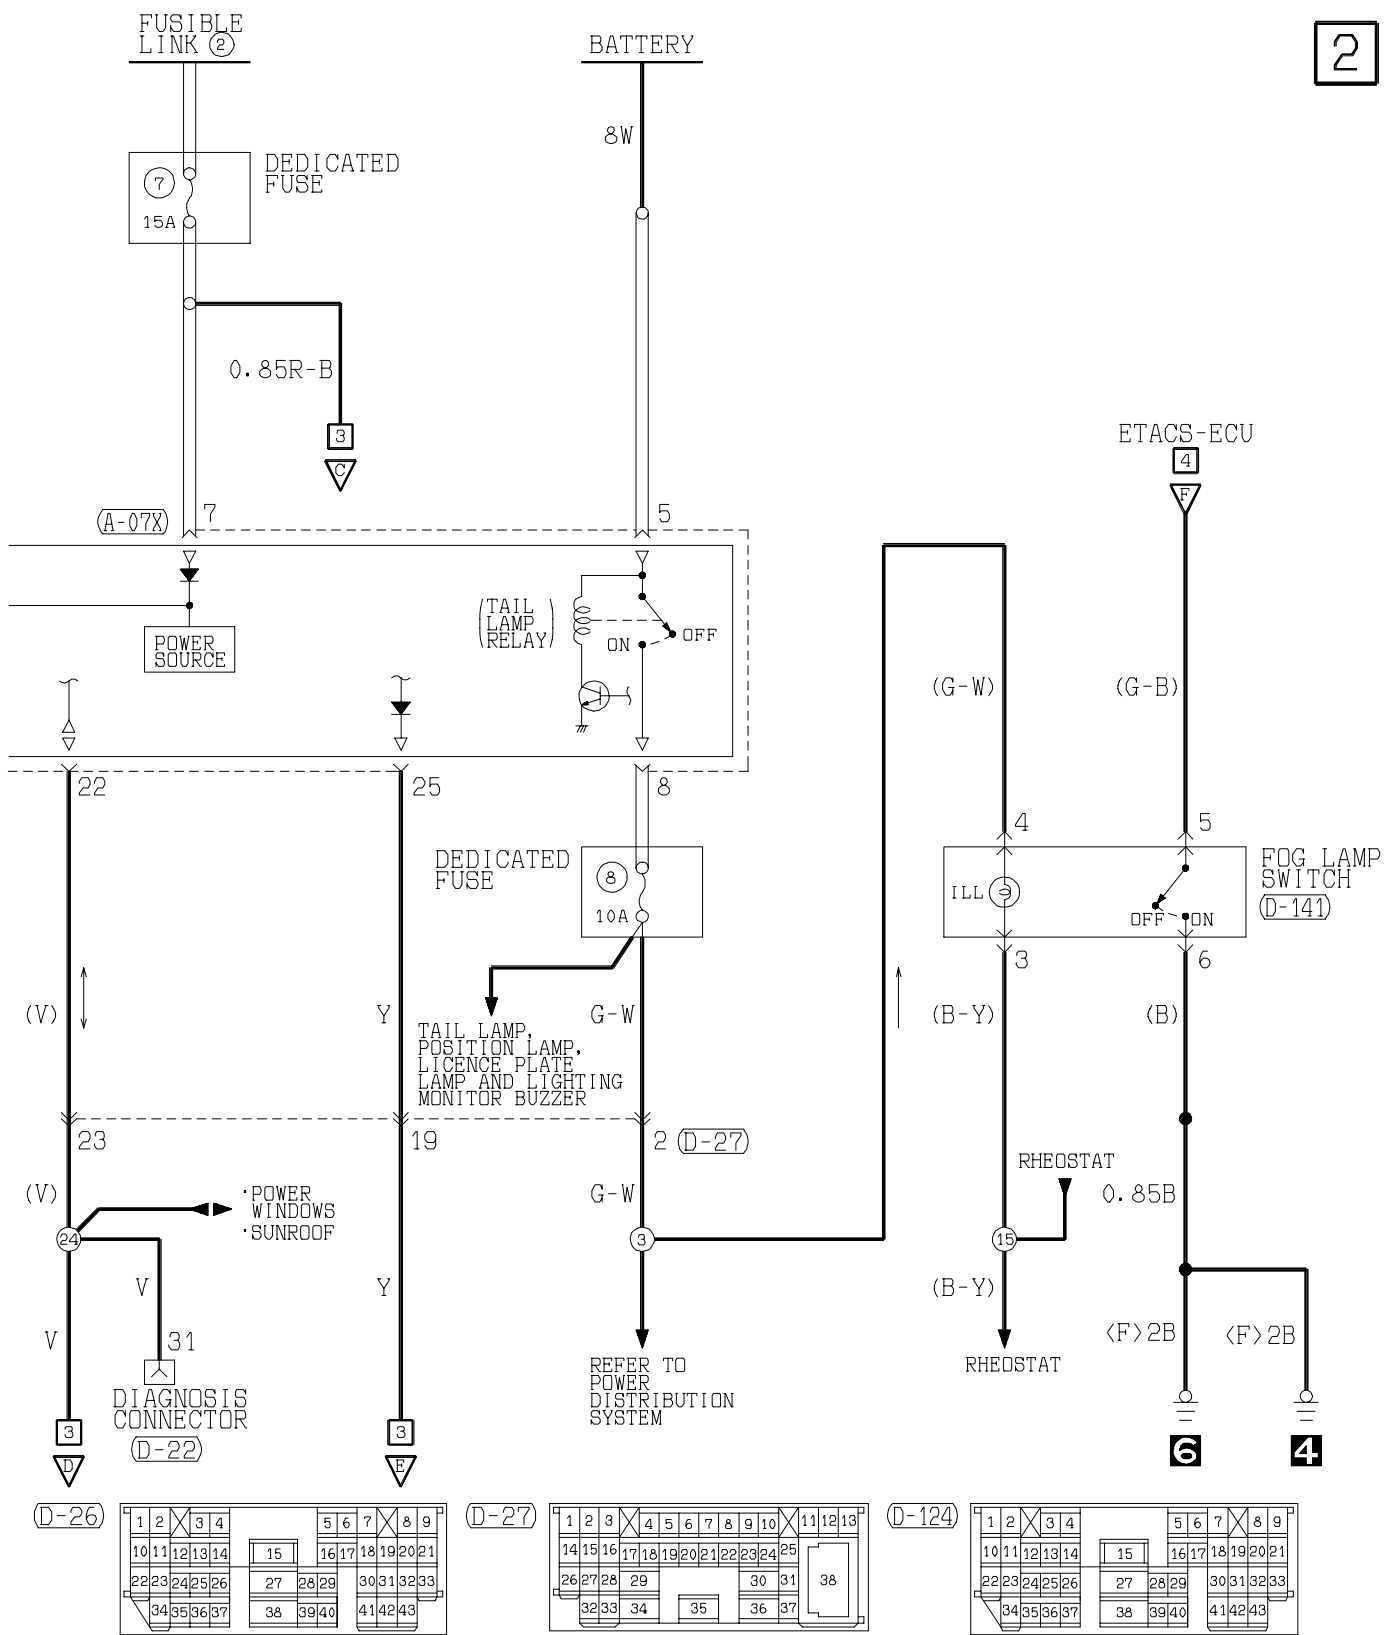 FUSIBLE
LINK ②
BATTERY
2
8W
DEDICATED
FUSE
7
15A
0.85R-B
3
C
ETACS-ECU
4
F
(A-07X)
7
5
(TAIL
LAMP
RELAY)
OFF
ON
POWER
SOURCE
(G-W)
(G-B)
22
25
8
4
5
DEDICATED
FUSE
8
10A
FOG LAMP
SWITCH
(D-141)
ILL
OFF
ON
3
6
(V)
Y
G-W
(B-Y)
(B)
TAIL LAMP,
POSITION LAMP,
LICENCE PLATE
LAMP AND LIGHTING
MONITOR BUZZER
23
19
2
(D-27)
RHEOSTAT
(V)
·POWER
WINDOWS
·SUNROOF
G-W
0.85B
24
3
15
V
Y
(B-Y)
V
31
<F>2B
<F>2B
DIAGNOSIS
CONNECTOR
(D-22)
REFER TO
POWER
DISTRIBUTION
SYSTEM
RHEOSTAT
3
D
3
E
6
4
(D-26)
1 2 3 4 5 6 7 8 9
10 11 12 13 14 15 16 17 18 19 20 21
22 23 24 25 26 27 28 29 30 31 32 33
34 35 36 37 38 39 40 41 42 43
(D-27)
1 2 3 4 5 6 7 8 9 10 11 12 13
14 15 16 17 18 19 20 21 22 23 24 25
26 27 28 29 30 31 38
32 33 34 35 36 37
(D-124)
1 2 3 4 5 6 7 8 9
10 11 12 13 14 15 16 17 18 19 20 21
22 23 24 25 26 27 28 29 30 31 32 33
34 35 36 37 38 39 40 41 42 43